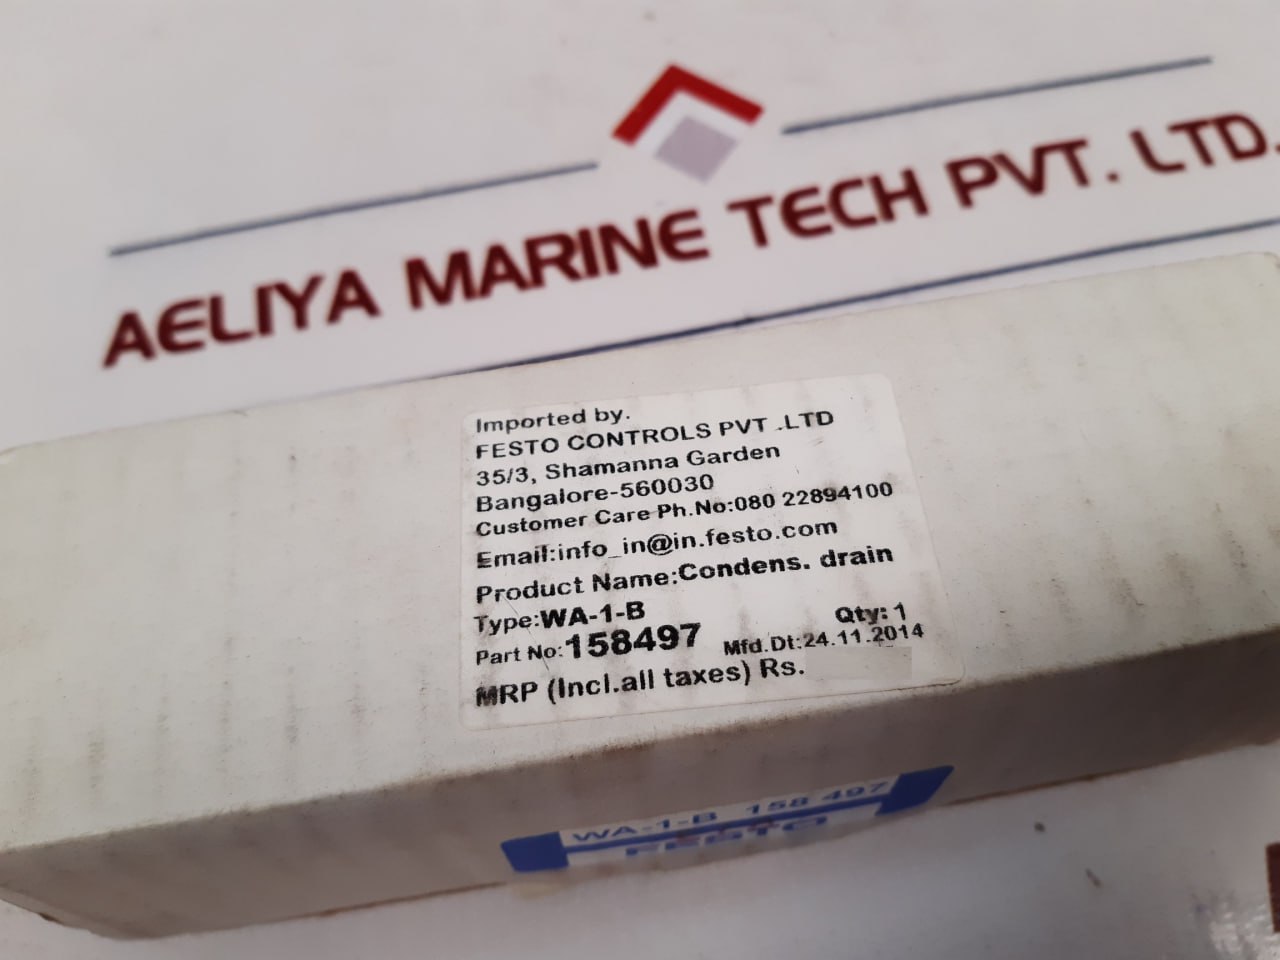 AELIYA MARINE TECH PVT. LTD.
Imported by.
FESTO CONTROLS PVT .LTD
35/3, Shamanna Garden
Bangalore-560030
Customer Care Ph.No:080 22894100
Email:info_in@in.festo.com
Product Name:Condens. drain
Type:WA-1-B
Qty: 1
Part No:158497 Mfd.Dt:24.11.2014
MRP (Incl.all taxes) Rs.
WA-1-B 158 497
FESTO